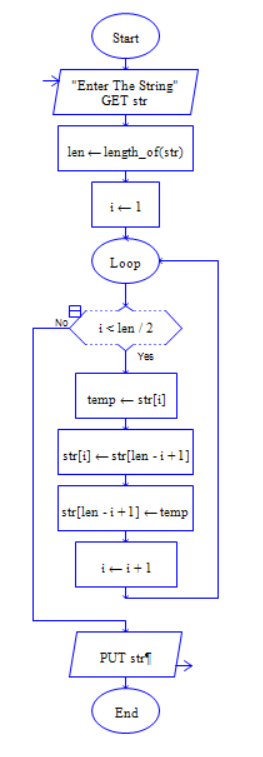 Start
"Enter The String"
GET str
len ← length_of(str)
i ← 1
Loop
i < len / 2
No
Yes
temp ← str[i]
str[i] ← str[len - i + 1]
str[len - i + 1] ← temp
i ← i + 1
PUT str¶
End